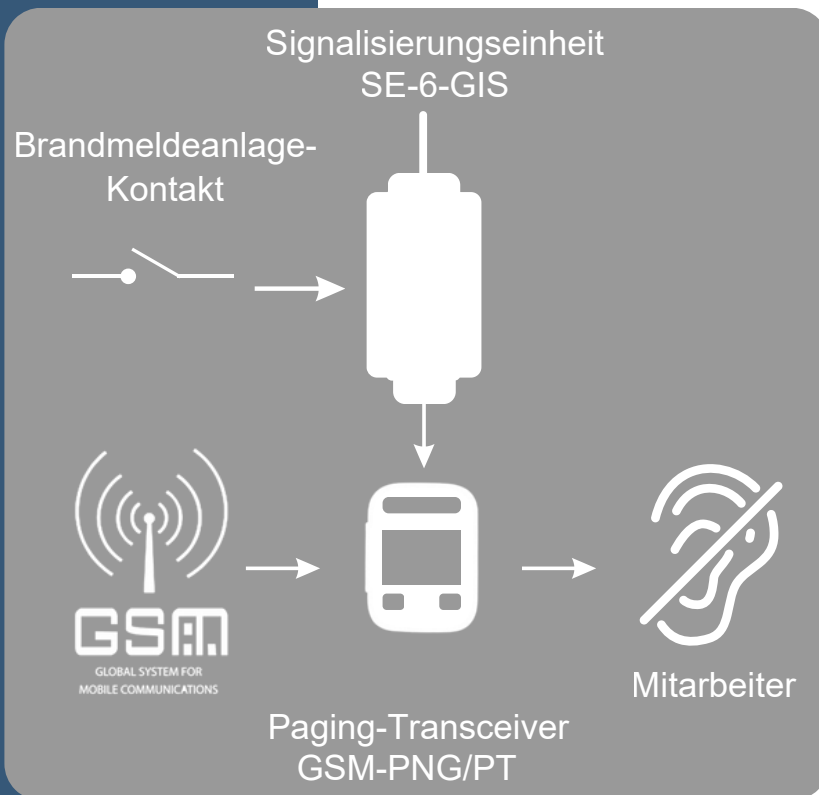 Signalisierungseinheit
SE-6-GIS
Brandmeldeanlage-
Kontakt
GSM
GLOBAL SYSTEM FOR
MOBILE COMMUNICATIONS
Mitarbeiter
Paging-Transceiver
GSM-PNG/PT